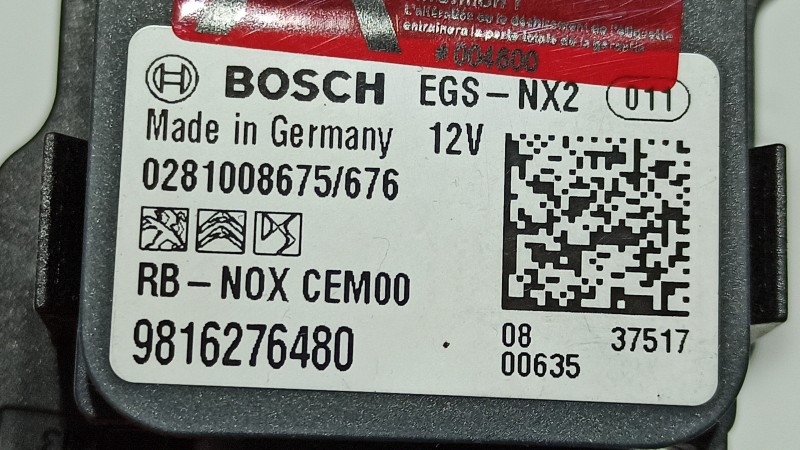 L'altération ou le déchirement de l'étiquette
entraînera la perte totale de la garantie
#004800
BOSCH EGS-NX2 011
Made in Germany 12V
0281008675/676
RB-NOX CEM00
9816276480
08 37517
00635